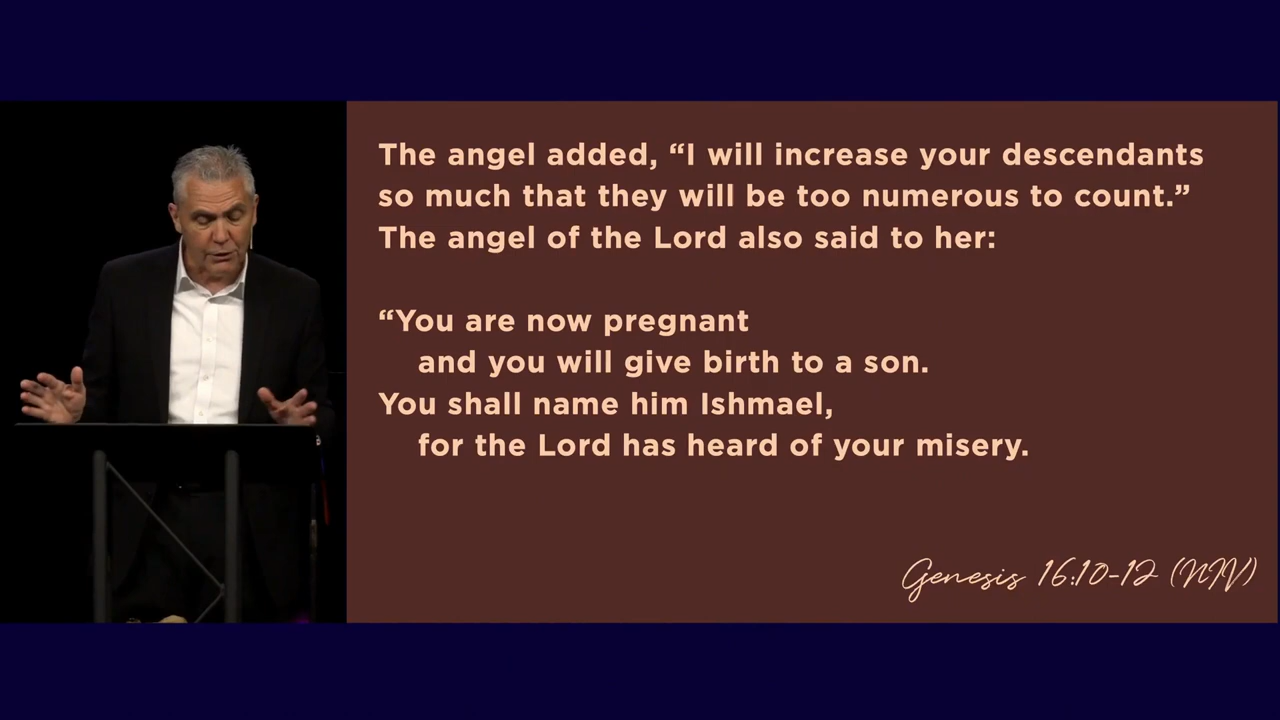 The angel added, “I will increase your descendants
so much that they will be too numerous to count.”
The angel of the Lord also said to her:
“You are now pregnant
and you will give birth to a son.
You shall name him Ishmael,
for the Lord has heard of your misery.
Genesis 16:10-12 (NIV)